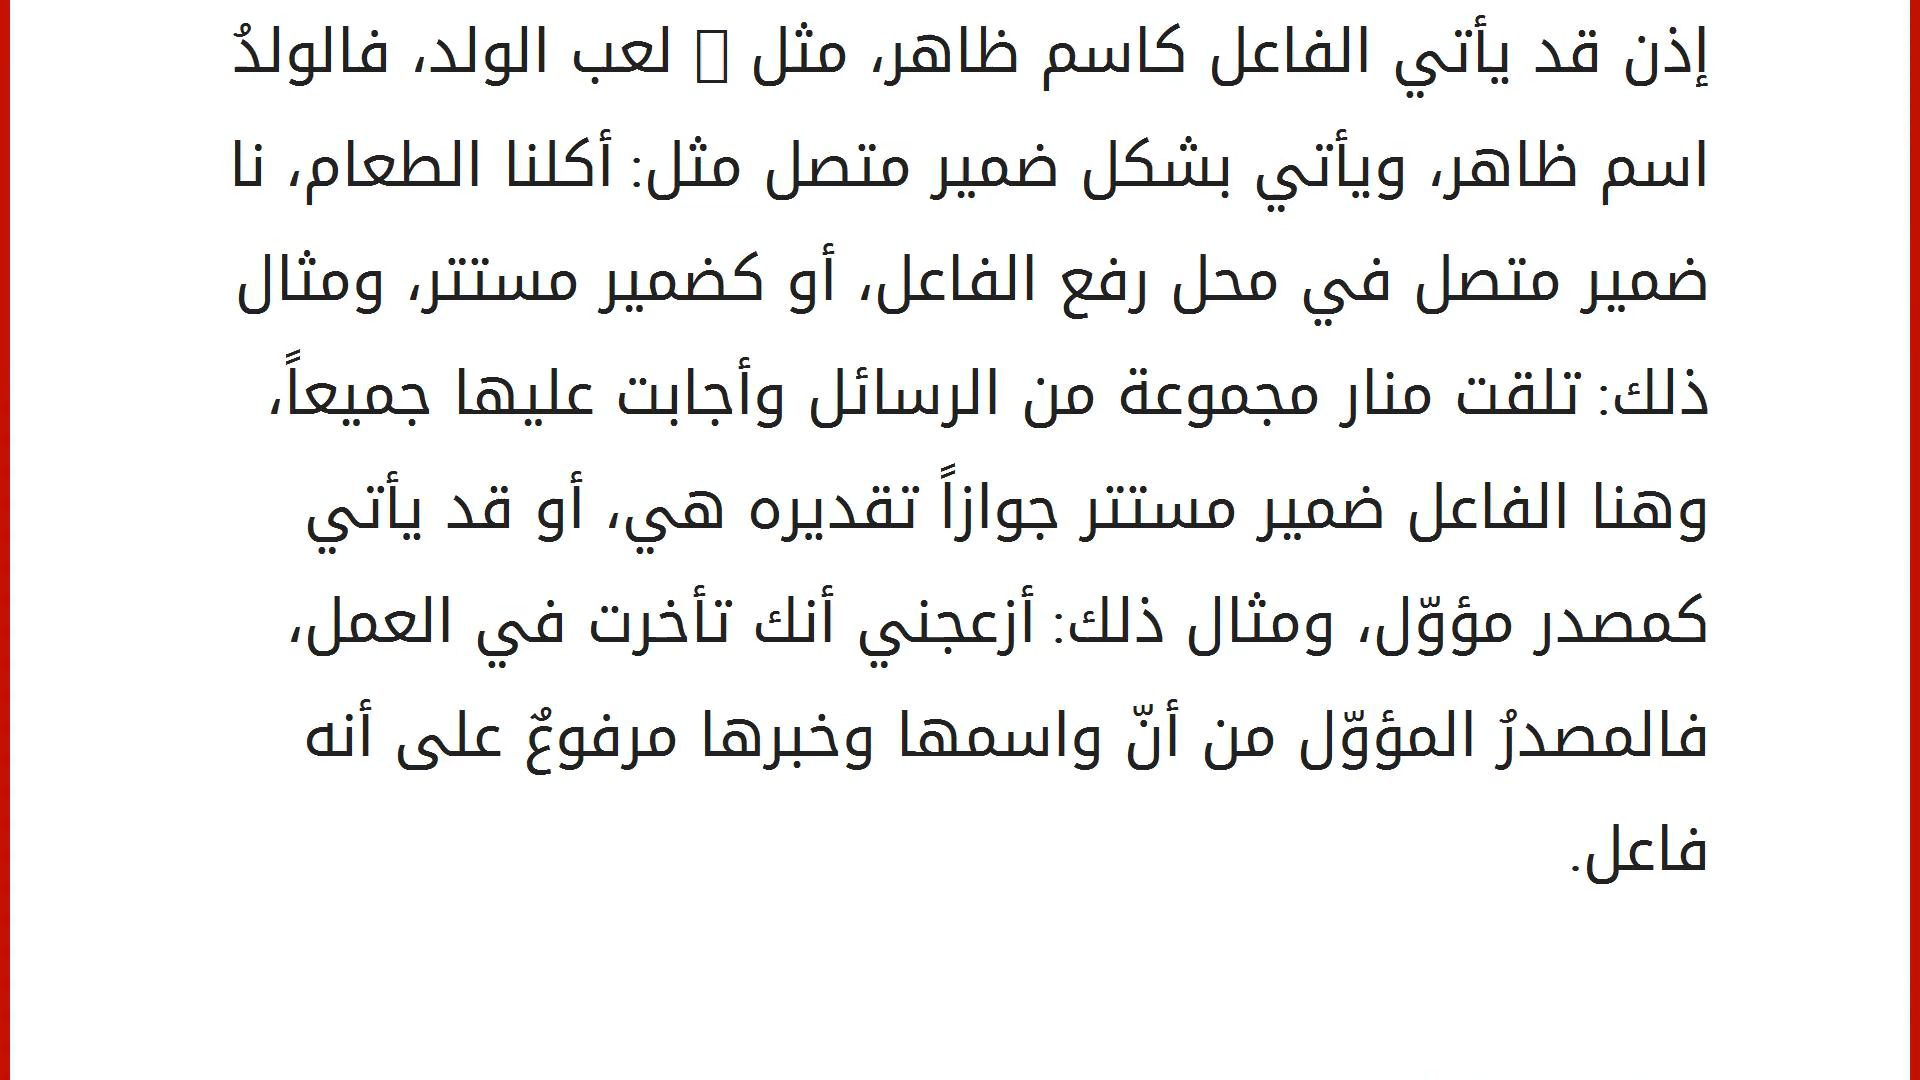 إذن قد يأتي الفاعل كاسم ظاهر، مثل ▯ لعب الولد، فالولدُ
اسم ظاهر، ويأتي بشكل ضمير متصل مثل: أكلنا الطعام، نا
ضمير متصل في محل رفع الفاعل، أو كضمير مستتر، ومثال
ذلك: تلقت منار مجموعة من الرسائل وأجابت عليها جميعاً،
وهنا الفاعل ضمير مستتر جوازاً تقديره هي، أو قد يأتي
كمصدر مؤوّل، ومثال ذلك: أزعجني أنك تأخرت في العمل،
فالمصدرُ المؤوّل من أنّ واسمها وخبرها مرفوعٌ على أنه
فاعل.